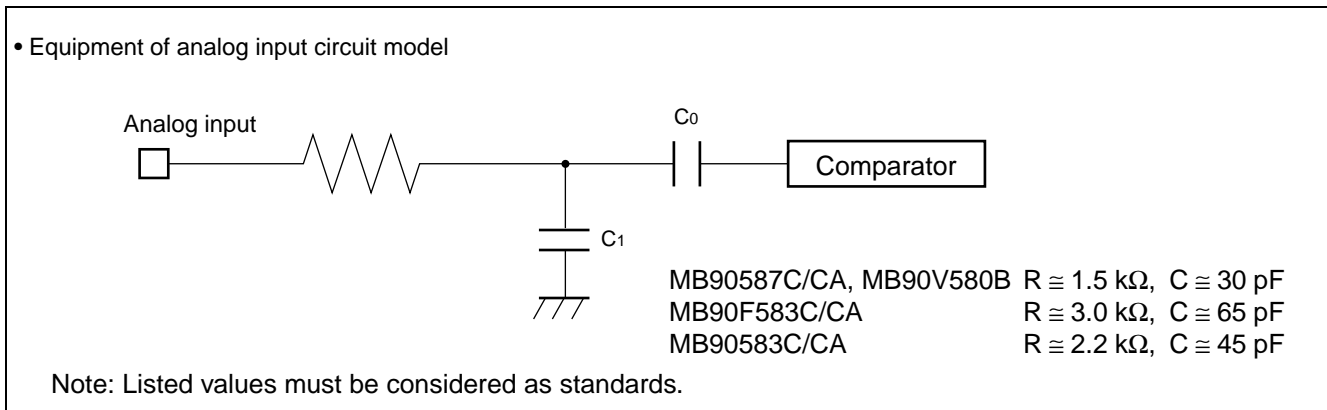 • Equipment of analog input circuit model
Analog input
C0
Comparator
C1
MB90587C/CA, MB90V580B R ≅ 1.5 kΩ, C ≅ 30 pF
MB90F583C/CA R ≅ 3.0 kΩ, C ≅ 65 pF
MB90583C/CA R ≅ 2.2 kΩ, C ≅ 45 pF
Note: Listed values must be considered as standards.